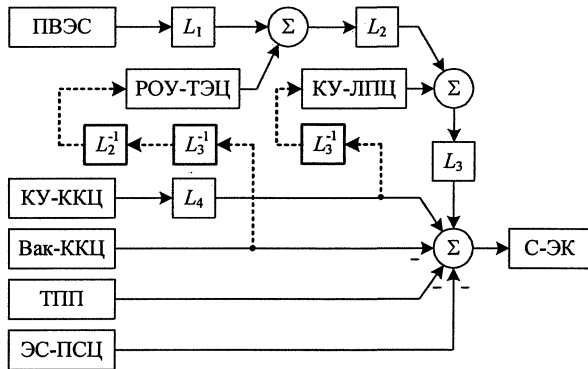 ПВЭС L₁ Σ L₂
РОУ-ТЭЦ КУ-ЛПЦ Σ
L₂⁻¹ L₃⁻¹ L₃⁻¹ L₃
КУ-ККЦ L₄
Вак-ККЦ Σ С-ЭК
–
ТПП – –
ЭС-ПСЦ